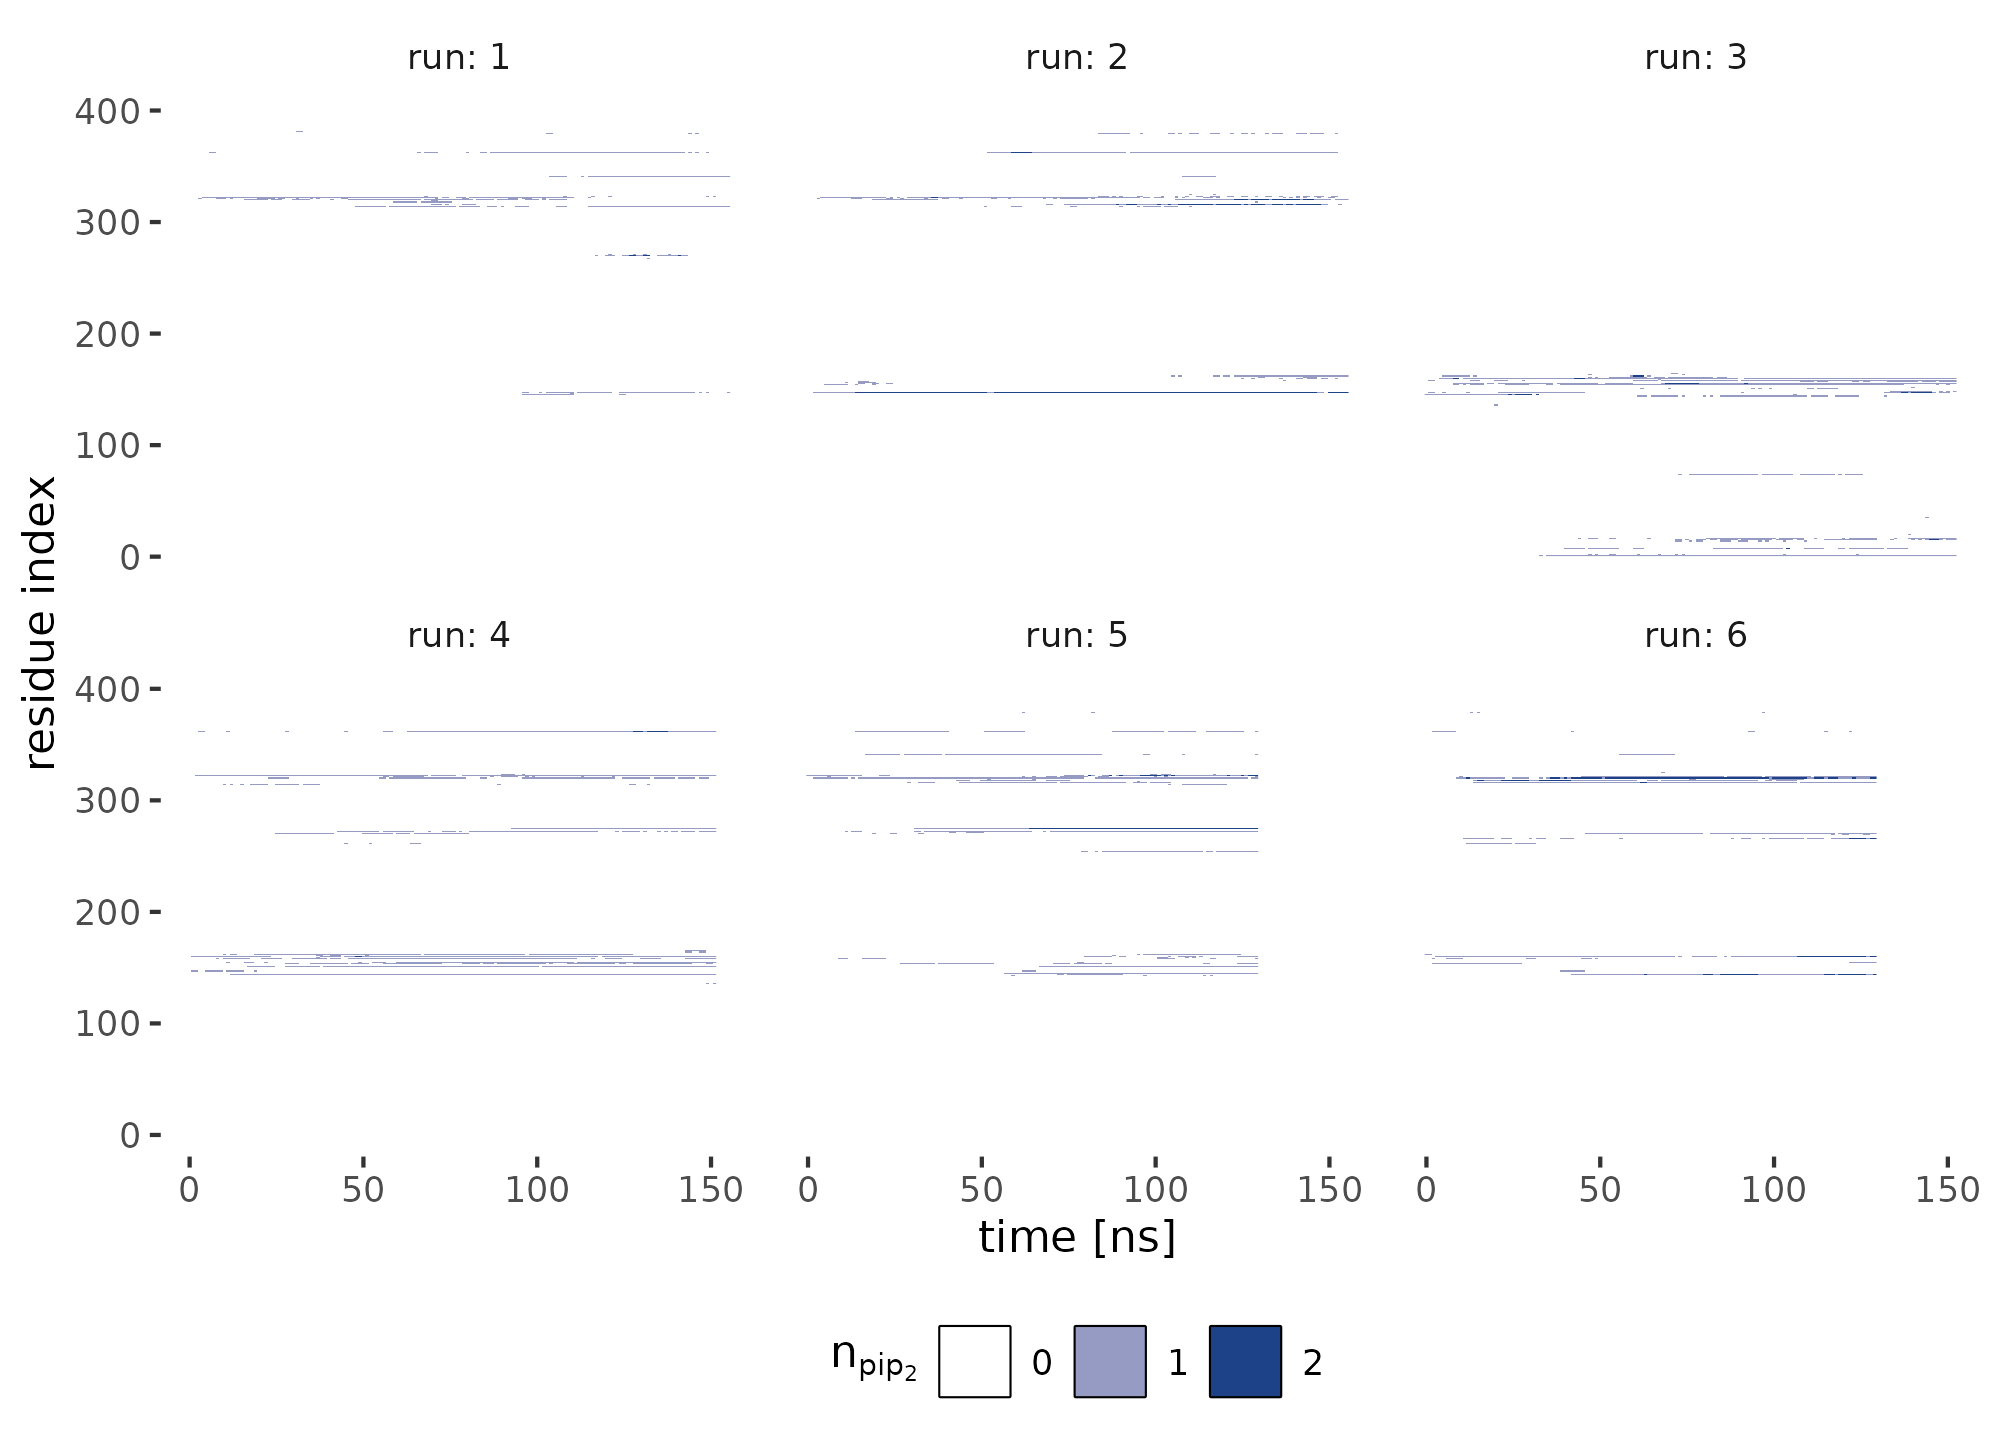 run: 1
run: 2
run: 3
400
300
200
100
0
residue index
run: 4
run: 5
run: 6
400
300
200
100
0
0 50 100 150 0 50 100 150 0 50 100 150
time [ns]
n_pip₂ 0 1 2